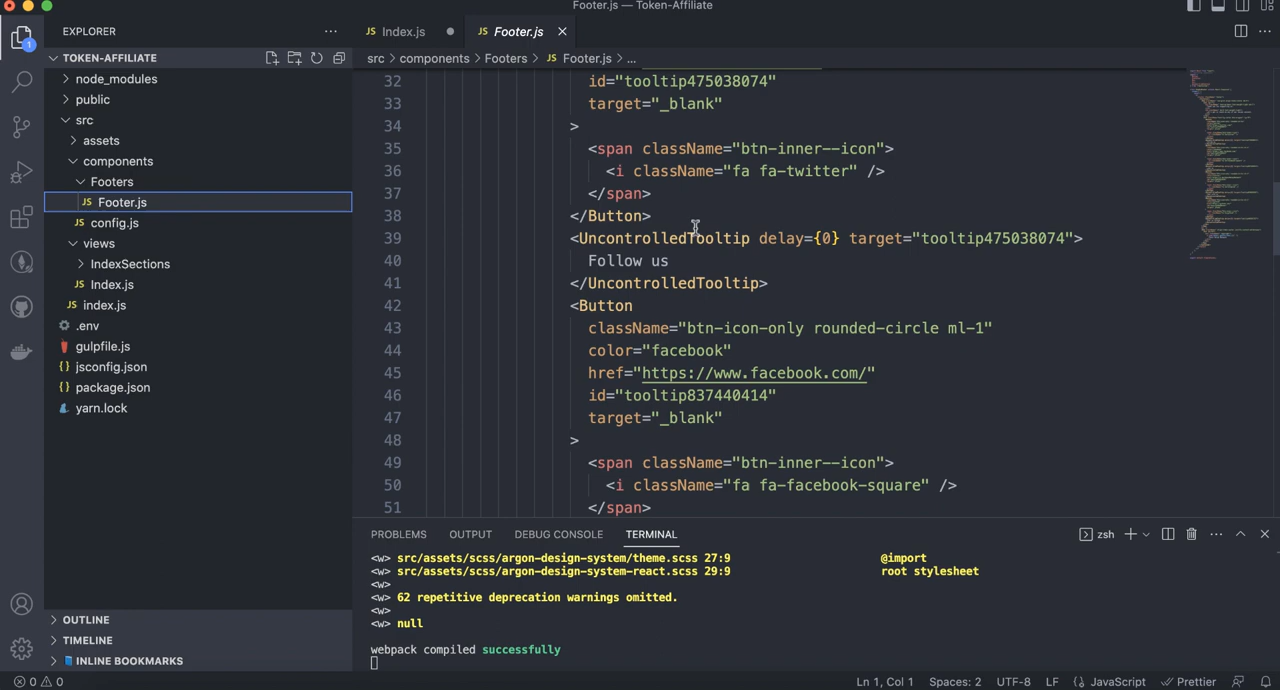 Footer.js — Token-Affiliate
EXPLORER
TOKEN-AFFILIATE
node_modules
public
src
assets
components
Footers
JS Footer.js
JS config.js
views
IndexSections
JS Index.js
JS index.js
.env
gulpfile.js
{} jsconfig.json
{} package.json
yarn.lock
OUTLINE
TIMELINE
INLINE BOOKMARKS
1
JS Index.js
JS Footer.js
src > components > Footers > JS Footer.js > ...
32 id="tooltip475038074"
33 target="_blank"
34 >
35 <span className="btn-inner--icon">
36 <i className="fa fa-twitter" />
37 </span>
38 </Button>
39 <UncontrolledTooltip delay={0} target="tooltip475038074">
40 Follow us
41 </UncontrolledTooltip>
42 <Button
43 className="btn-icon-only rounded-circle ml-1"
44 color="facebook"
45 href="https://www.facebook.com/"
46 id="tooltip837440414"
47 target="_blank"
48 >
49 <span className="btn-inner--icon">
50 <i className="fa fa-facebook-square" />
51 </span>
PROBLEMS OUTPUT DEBUG CONSOLE TERMINAL
zsh
<w> src/assets/scss/argon-design-system/theme.scss 27:9 @import
<w> src/assets/scss/argon-design-system-react.scss 29:9 root stylesheet
<w>
<w> 62 repetitive deprecation warnings omitted.
<w>
<w> null
webpack compiled successfully
0 0
Ln 1, Col 1 Spaces: 2 UTF-8 LF {} JavaScript Prettier